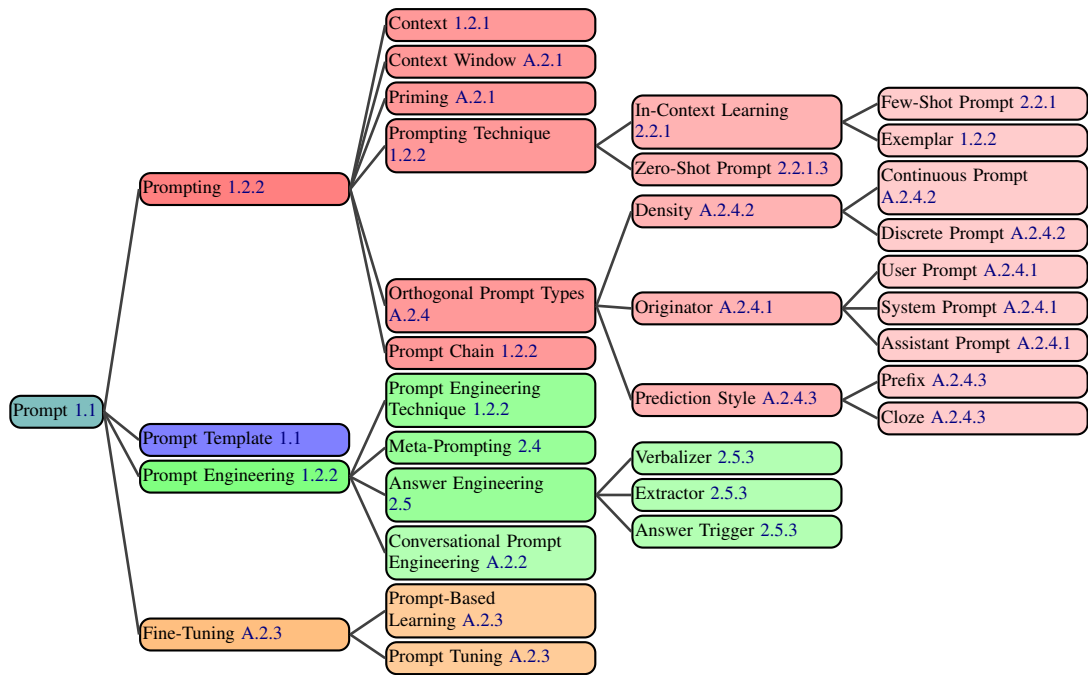 Prompt 1.1
Prompting 1.2.2
Context 1.2.1
Context Window A.2.1
Priming A.2.1
Prompting Technique
1.2.2
In-Context Learning
2.2.1
Few-Shot Prompt 2.2.1
Exemplar 1.2.2
Zero-Shot Prompt 2.2.1.3
Orthogonal Prompt Types
A.2.4
Density A.2.4.2
Continuous Prompt
A.2.4.2
Discrete Prompt A.2.4.2
Originator A.2.4.1
User Prompt A.2.4.1
System Prompt A.2.4.1
Assistant Prompt A.2.4.1
Prediction Style A.2.4.3
Prefix A.2.4.3
Cloze A.2.4.3
Prompt Chain 1.2.2
Prompt Template 1.1
Prompt Engineering 1.2.2
Prompt Engineering
Technique 1.2.2
Meta-Prompting 2.4
Answer Engineering
2.5
Verbalizer 2.5.3
Extractor 2.5.3
Answer Trigger 2.5.3
Conversational Prompt
Engineering A.2.2
Fine-Tuning A.2.3
Prompt-Based
Learning A.2.3
Prompt Tuning A.2.3